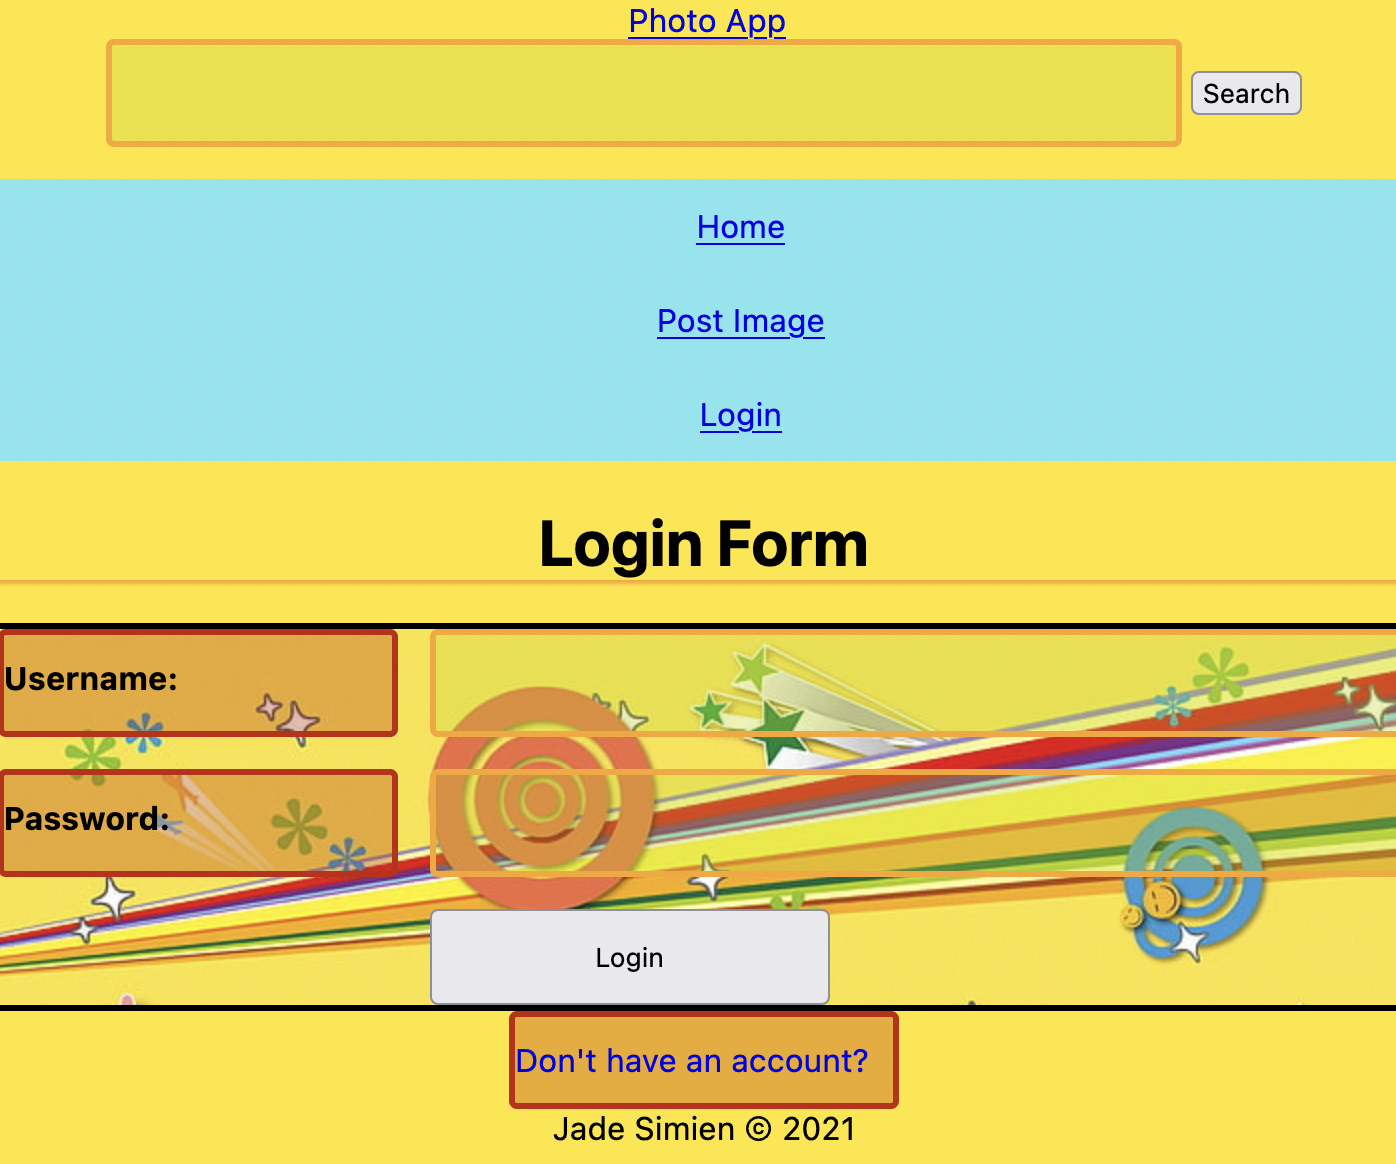 Photo App
Search
Home
Post Image
Login
Login Form
Username:
Password:
Login
Don't have an account?
Jade Simien © 2021